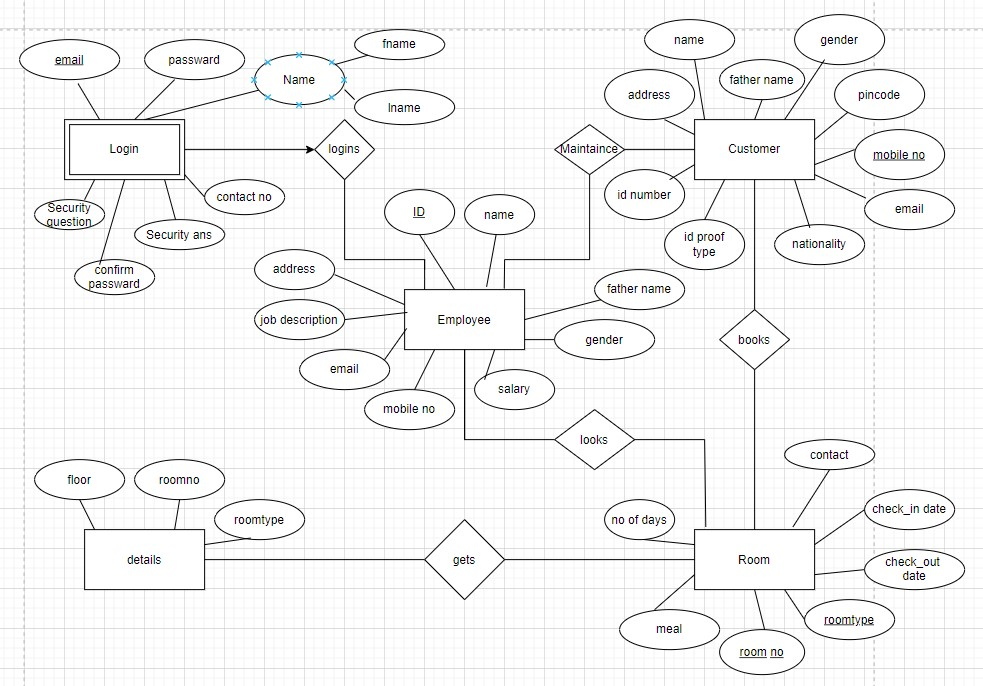 email
password
Name
fname
lname
Login
logins
Security
question
Security ans
confirm
password
contact no
name
gender
father name
address
pincode
Maintaince
Customer
mobile no
id number
email
id proof
type
nationality
ID
name
address
job description
Employee
father name
gender
email
mobile no
salary
books
looks
floor
roomno
roomtype
details
gets
no of days
Room
contact
check_in date
check_out
date
roomtype
meal
room no